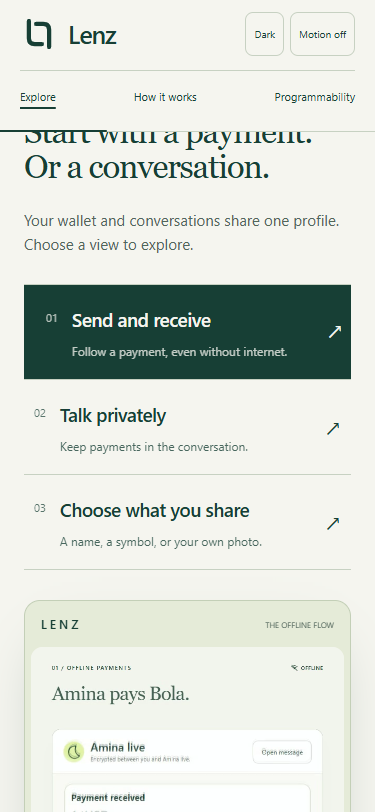 Lenz
Dark
Motion off
Explore
How it works
Programmability
Start with a payment.
Or a conversation.
Your wallet and conversations share one profile.
Choose a view to explore.
01
Send and receive
Follow a payment, even without internet.
02
Talk privately
Keep payments in the conversation.
03
Choose what you share
A name, a symbol, or your own photo.
LENZ
THE OFFLINE FLOW
01 / OFFLINE PAYMENTS
OFFLINE
Amina pays Bola.
Amina live
Encrypted between you and Amina live.
Open message
Payment received